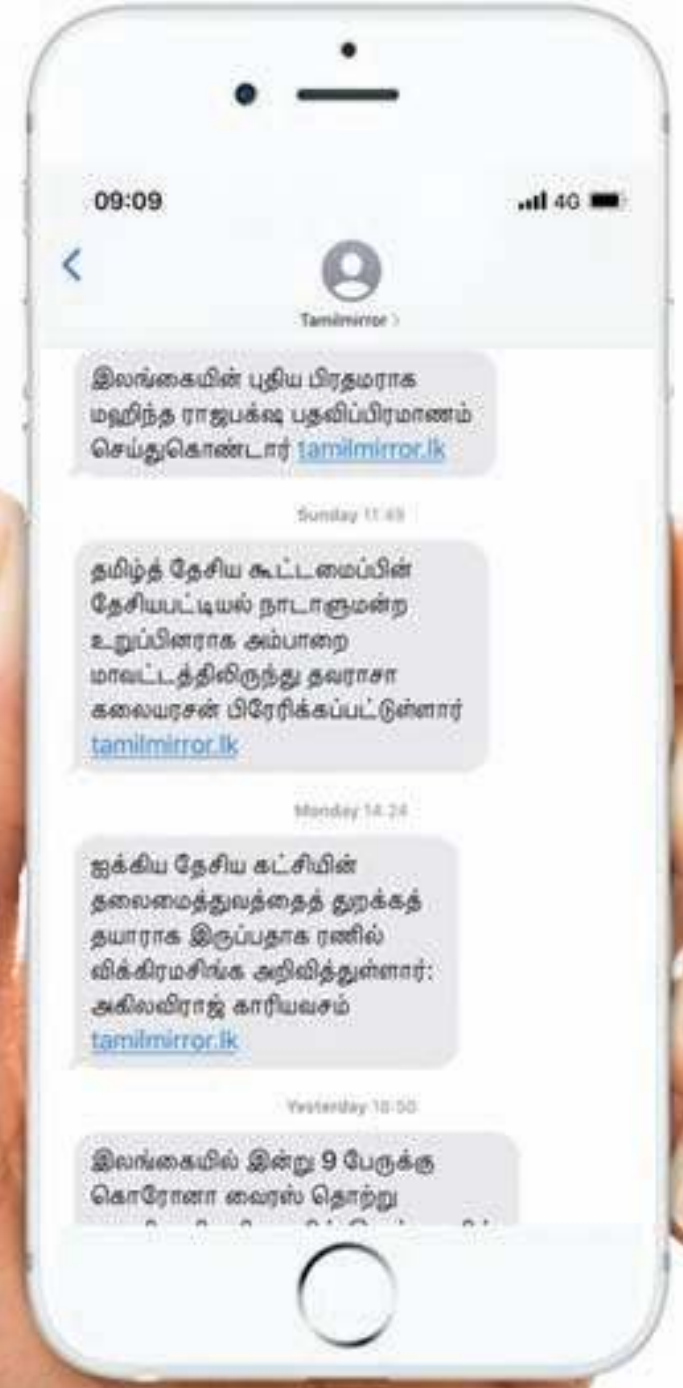 09:09
4G
Tamilmirror >
இலங்கையின் புதிய பிரதமராக
மஹிந்த ராஜபக்ஷ பதவிப்பிரமாணம்
செய்துகொண்டார் tamilmirror.lk
Sunday 11:49
தமிழ்த் தேசிய கூட்டமைப்பின்
தேசியபட்டியல் நாடாளுமன்ற
உறுப்பினராக அம்பாறை
மாவட்டத்திலிருந்து தவராசா
கலையரசன் பிரேரிக்கப்பட்டுள்ளார்
tamilmirror.lk
Monday 14:24
ஐக்கிய தேசிய கட்சியின்
தலைமைத்துவத்தைத் துறக்கத்
தயாராக இருப்பதாக ரணில்
விக்கிரமசிங்க அறிவித்துள்ளார்:
அகிலவிராஜ் காரியவசம்
tamilmirror.lk
Yesterday
இலங்கையில் இன்று 9 பேருக்கு
கொரோனா வைரஸ் தொற்று